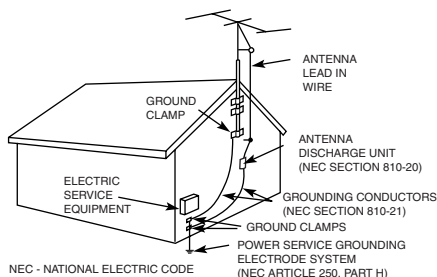 ANTENNA
LEAD IN
WIRE
GROUND
CLAMP
ANTENNA
DISCHARGE UNIT
(NEC SECTION 810-20)
ELECTRIC
SERVICE
EQUIPMENT
GROUNDING CONDUCTORS
(NEC SECTION 810-21)
GROUND CLAMPS
POWER SERVICE GROUNDING
ELECTRODE SYSTEM
(NEC ARTICLE 250, PART H)
NEC - NATIONAL ELECTRIC CODE